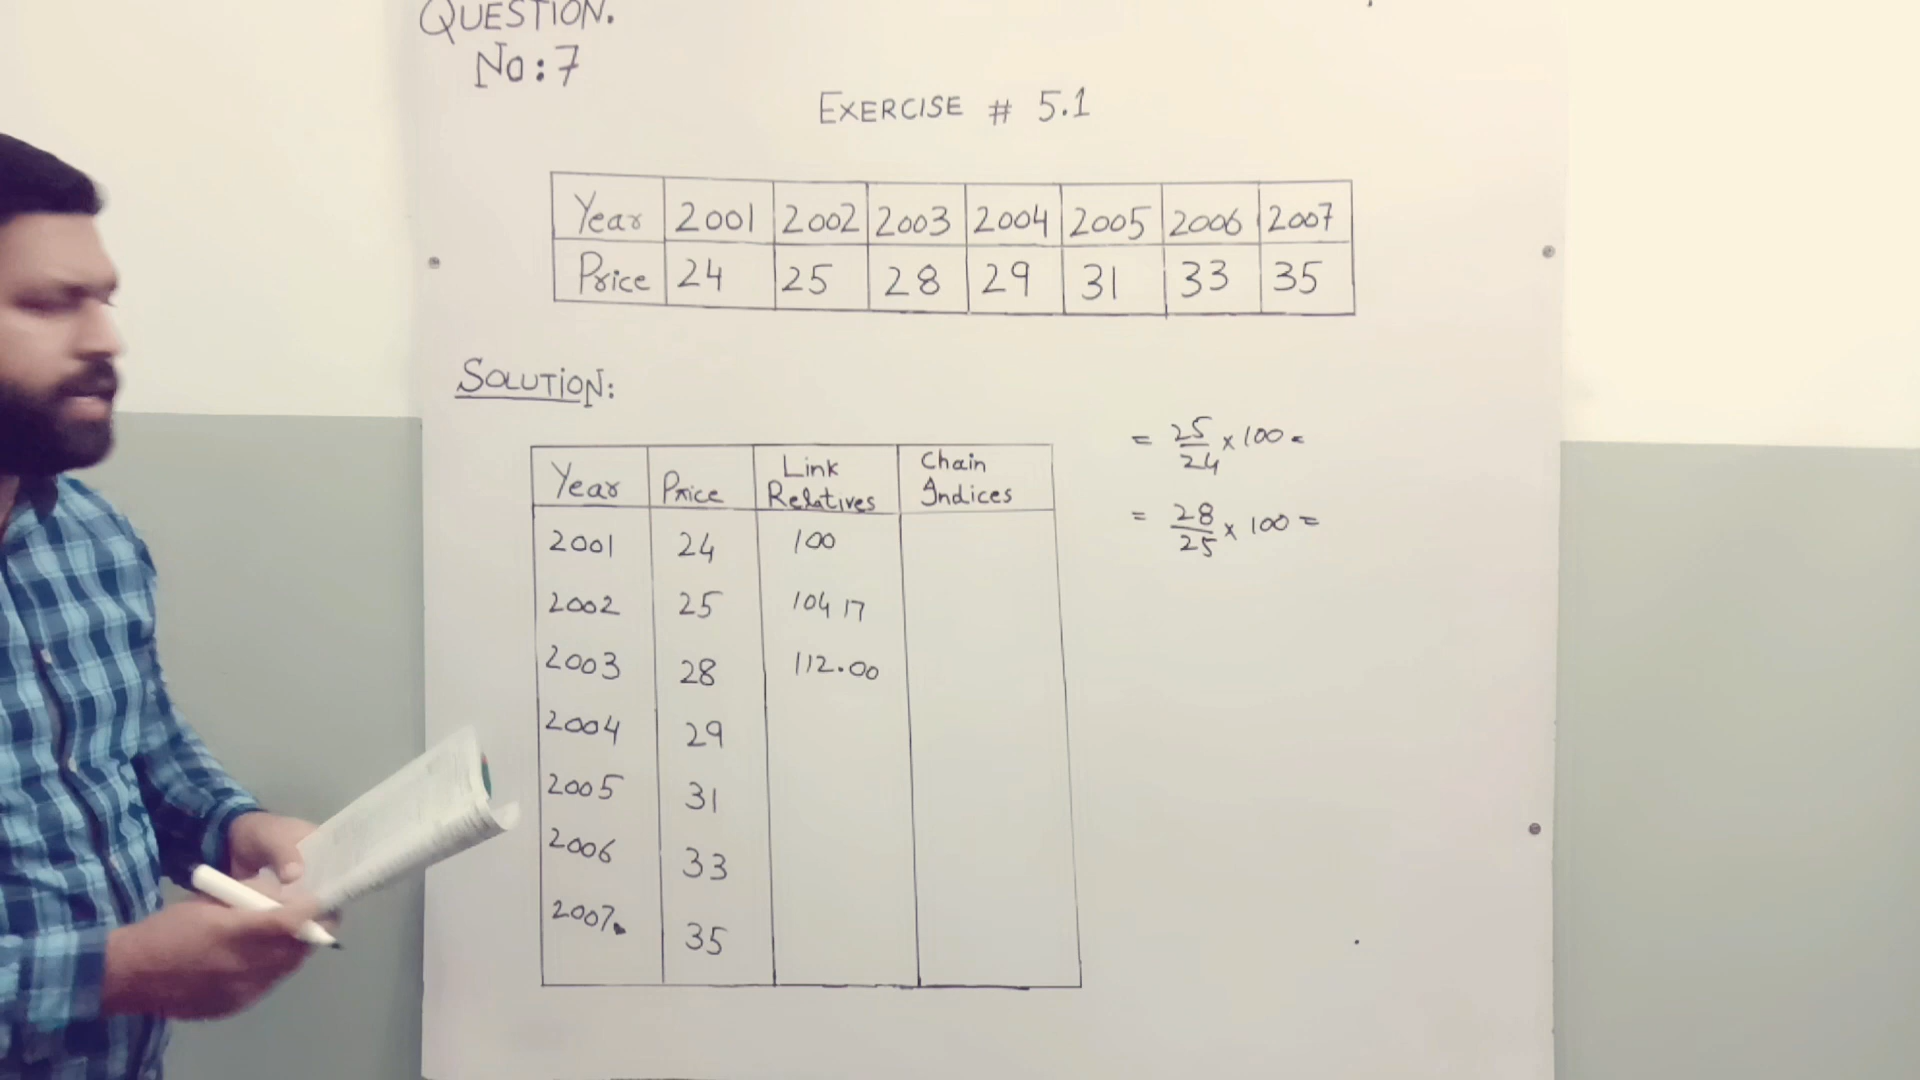 QUESTION.
No:7
EXERCISE # 5.1
Year 2001 2002 2003 2004 2005 2006 2007
Price 24 25 28 29 31 33 35
SOLUTION:
Year Price Link Relatives Chain Indices
2001 24 100
2002 25 104 17
2003 28 112.00
2004 29
2005 31
2006 33
2007. 35
= 25/24 × 100 =
= 28/25 × 100 =